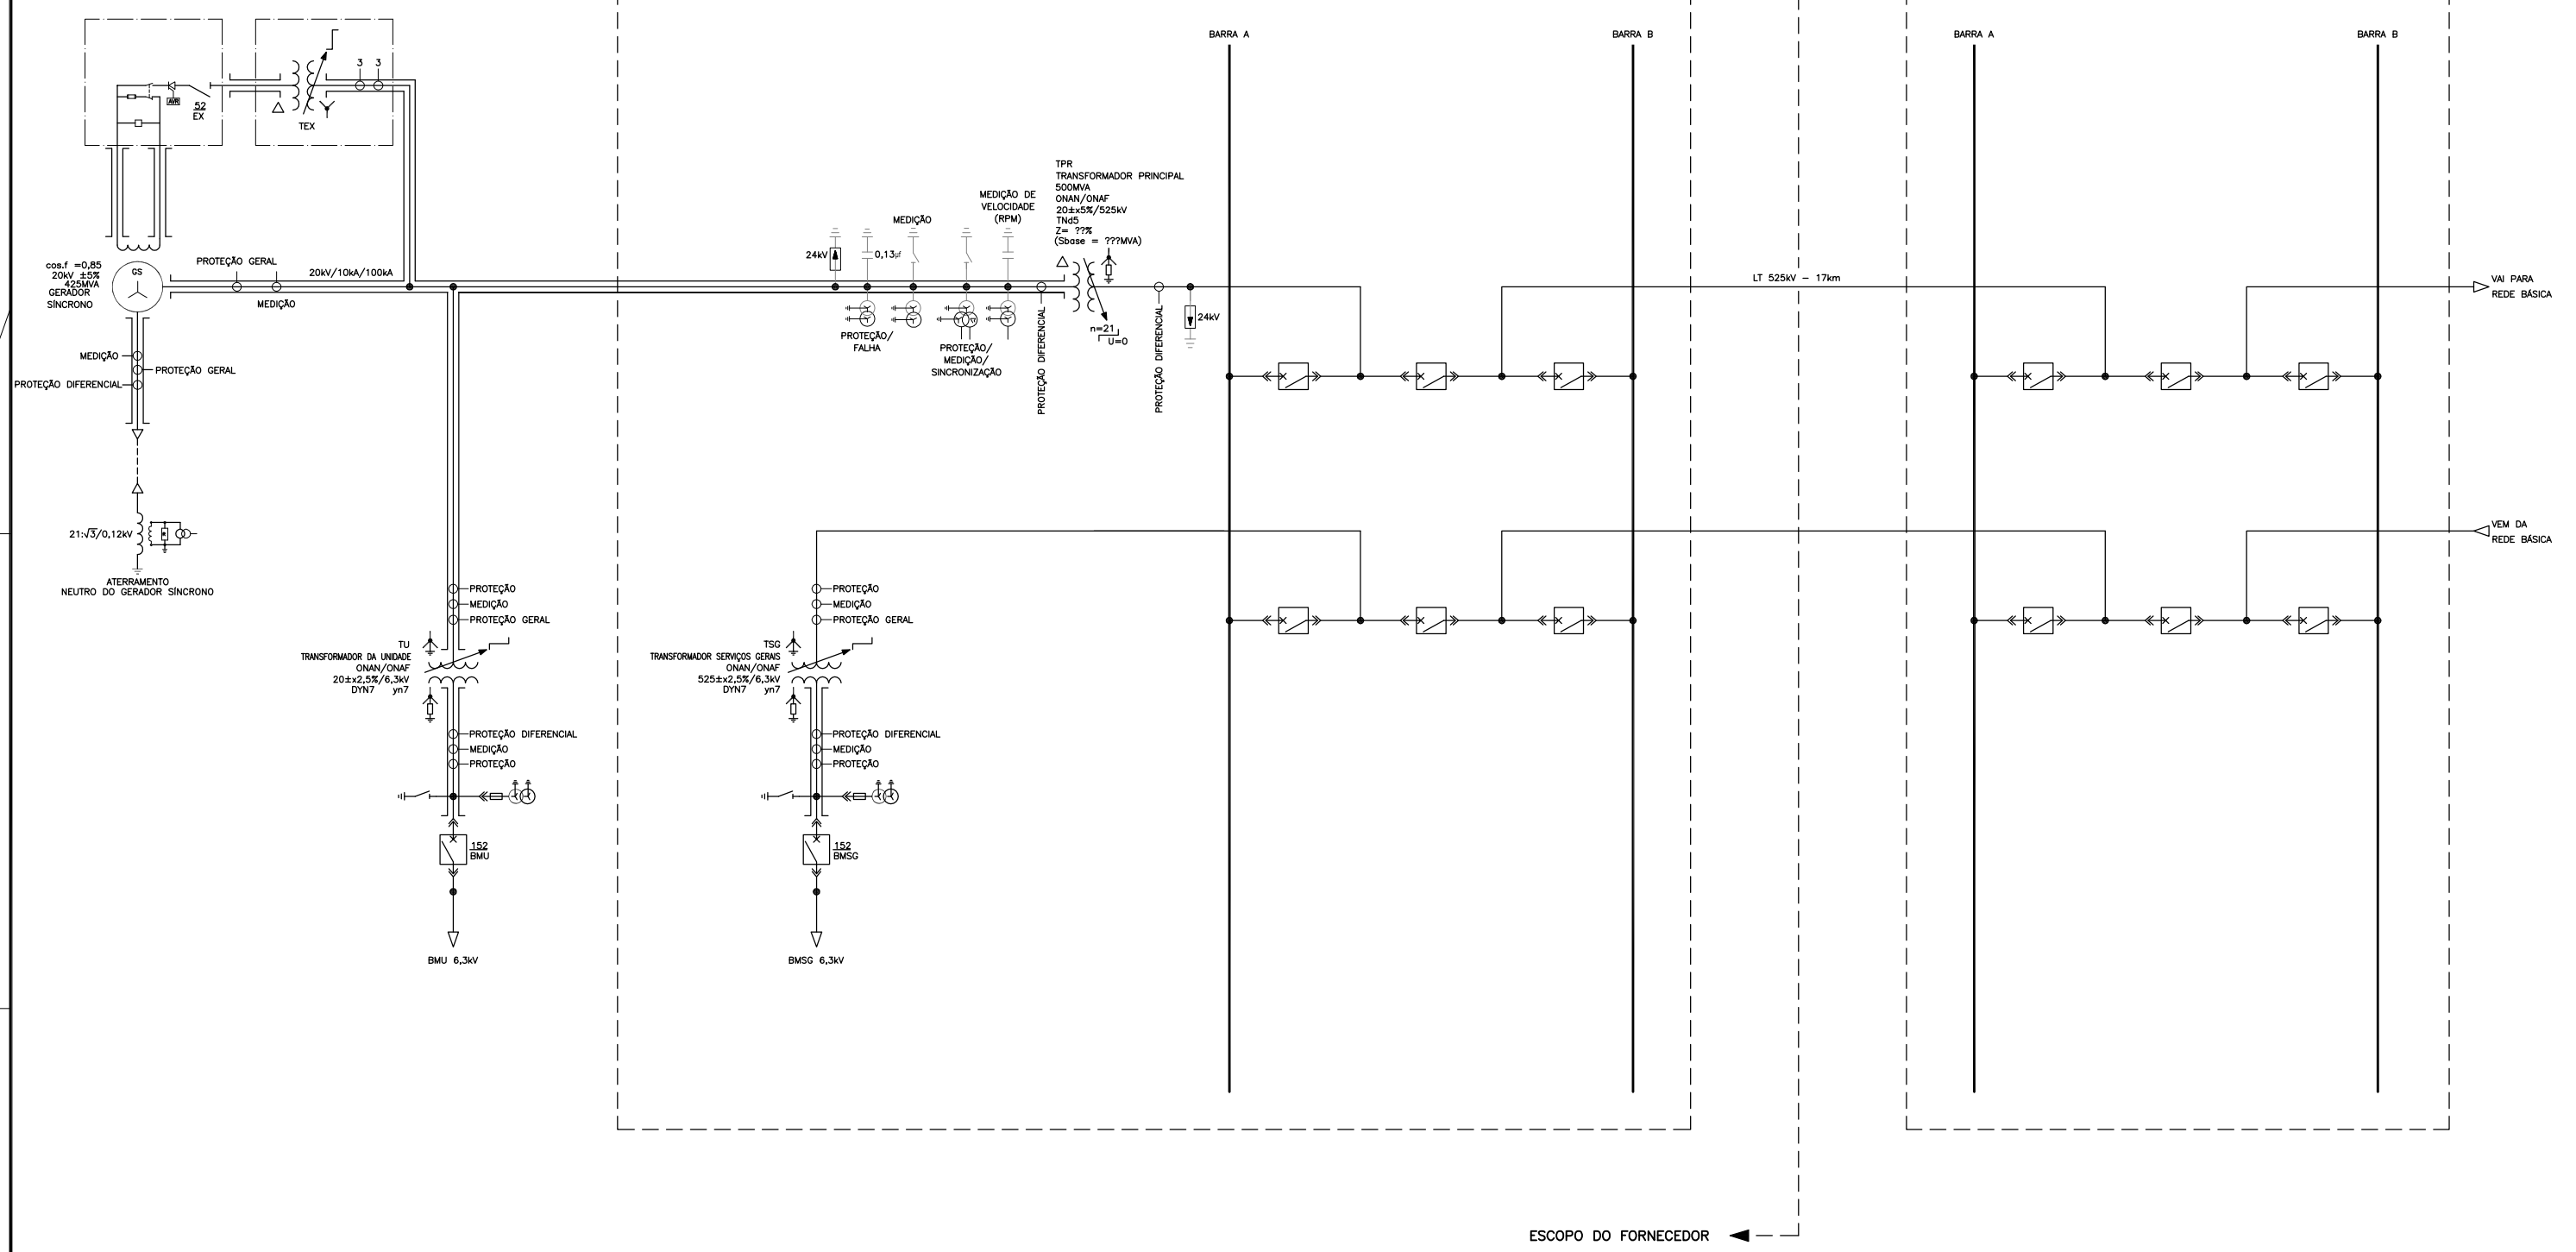 BARRA A
BARRA B
BARRA A
BARRA B
3 3
AVR
52
EX
TEX
cos.f =0,85
20kV ±5%
425MVA
GERADOR
SÍNCRONO
GS
PROTEÇÃO GERAL
MEDIÇÃO
20kV/10kA/100kA
24kV
0,13µf
MEDIÇÃO
MEDIÇÃO DE
VELOCIDADE
(RPM)
PROTEÇÃO/
FALHA
PROTEÇÃO/
MEDIÇÃO/
SINCRONIZAÇÃO
TPR
TRANSFORMADOR PRINCIPAL
500MVA
ONAN/ONAF
20±x5%/525kV
TNd5
Z= ??%
(Sbase = ???MVA)
n=21
U=0
PROTEÇÃO DIFERENCIAL
PROTEÇÃO DIFERENCIAL
24kV
LT 525kV – 17km
VAI PARA
REDE BÁSICA
MEDIÇÃO
PROTEÇÃO GERAL
PROTEÇÃO DIFERENCIAL
21:√3/0,12kV
R
ATERRAMENTO
NEUTRO DO GERADOR SÍNCRONO
VEM DA
REDE BÁSICA
PROTEÇÃO
MEDIÇÃO
PROTEÇÃO GERAL
TU
TRANSFORMADOR DA UNIDADE
ONAN/ONAF
20±x2,5%/6,3kV
DYN7 yn7
PROTEÇÃO DIFERENCIAL
MEDIÇÃO
PROTEÇÃO
152
BMU
BMU 6,3kV
PROTEÇÃO
MEDIÇÃO
PROTEÇÃO GERAL
TSG
TRANSFORMADOR SERVIÇOS GERAIS
ONAN/ONAF
525±x2,5%/6,3kV
DYN7 yn7
PROTEÇÃO DIFERENCIAL
MEDIÇÃO
PROTEÇÃO
152
BMSG
BMSG 6,3kV
ESCOPO DO FORNECEDOR